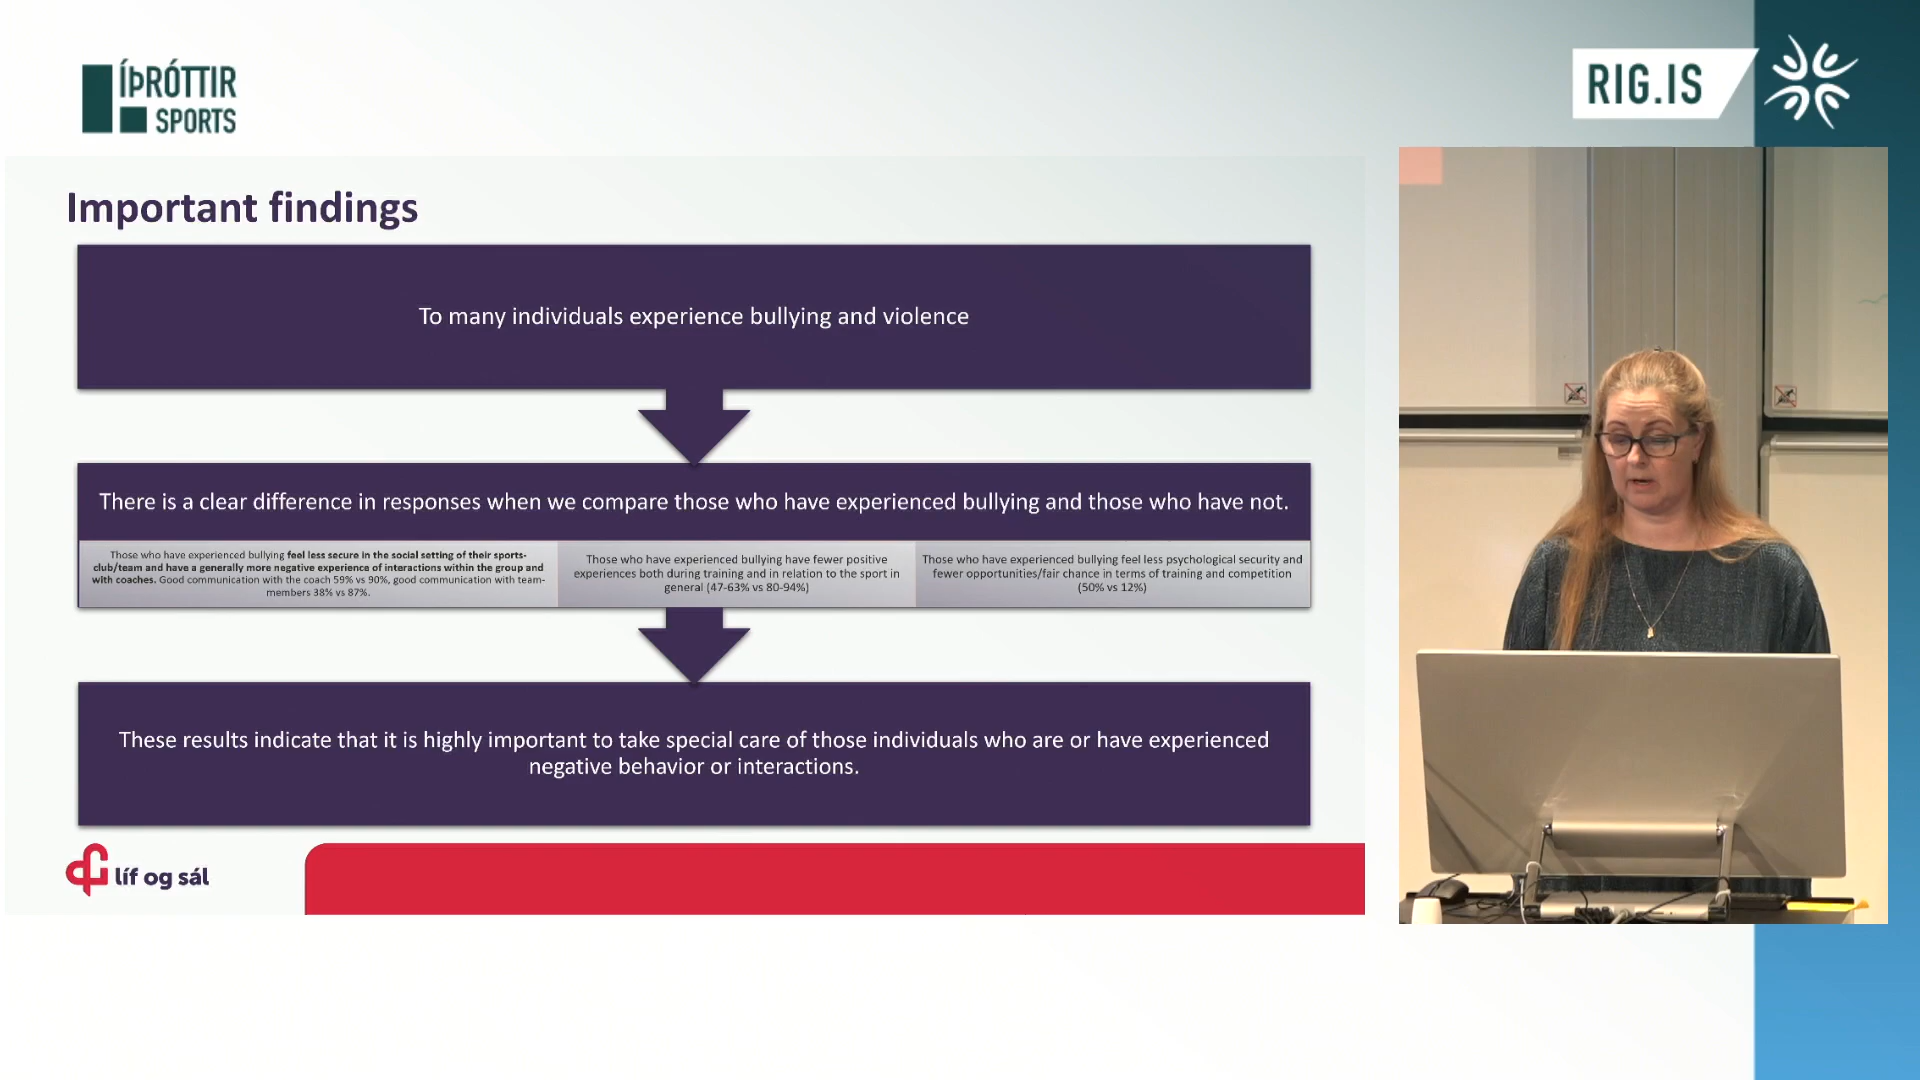 ÍÞRÓTTIR
SPORTS
RIG.IS
Important findings
To many individuals experience bullying and violence
There is a clear difference in responses when we compare those who have experienced bullying and those who have not.
Those who have experienced bullying feel less secure in the social setting of their sports-
club/team and have a generally more negative experience of interactions within the group and
with coaches. Good communication with the coach 59% vs 90%, good communication with team-
members 38% vs 87%.
Those who have experienced bullying have fewer positive
experiences both during training and in relation to the sport in
general (47-63% vs 80-94%)
Those who have experienced bullying feel less psychological security and
fewer opportunities/fair chance in terms of training and competition
(50% vs 12%)
These results indicate that it is highly important to take special care of those individuals who are or have experienced
negative behavior or interactions.
líf og sál